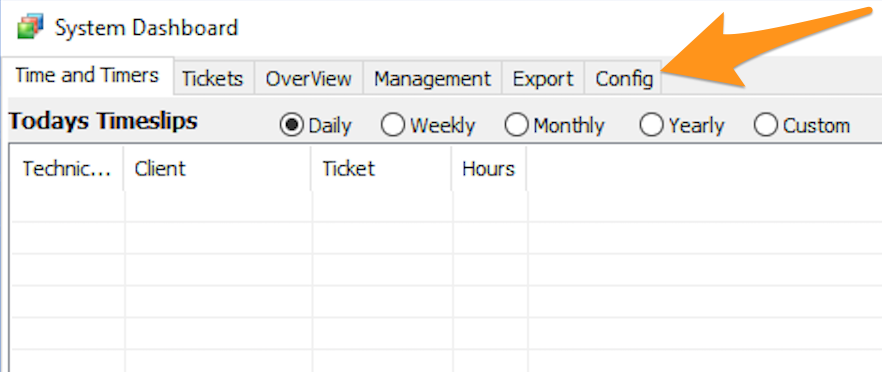 System Dashboard
Time and Timers Tickets OverView Management Export Config
Todays Timeslips Daily Weekly Monthly Yearly Custom
Technic... Client Ticket Hours